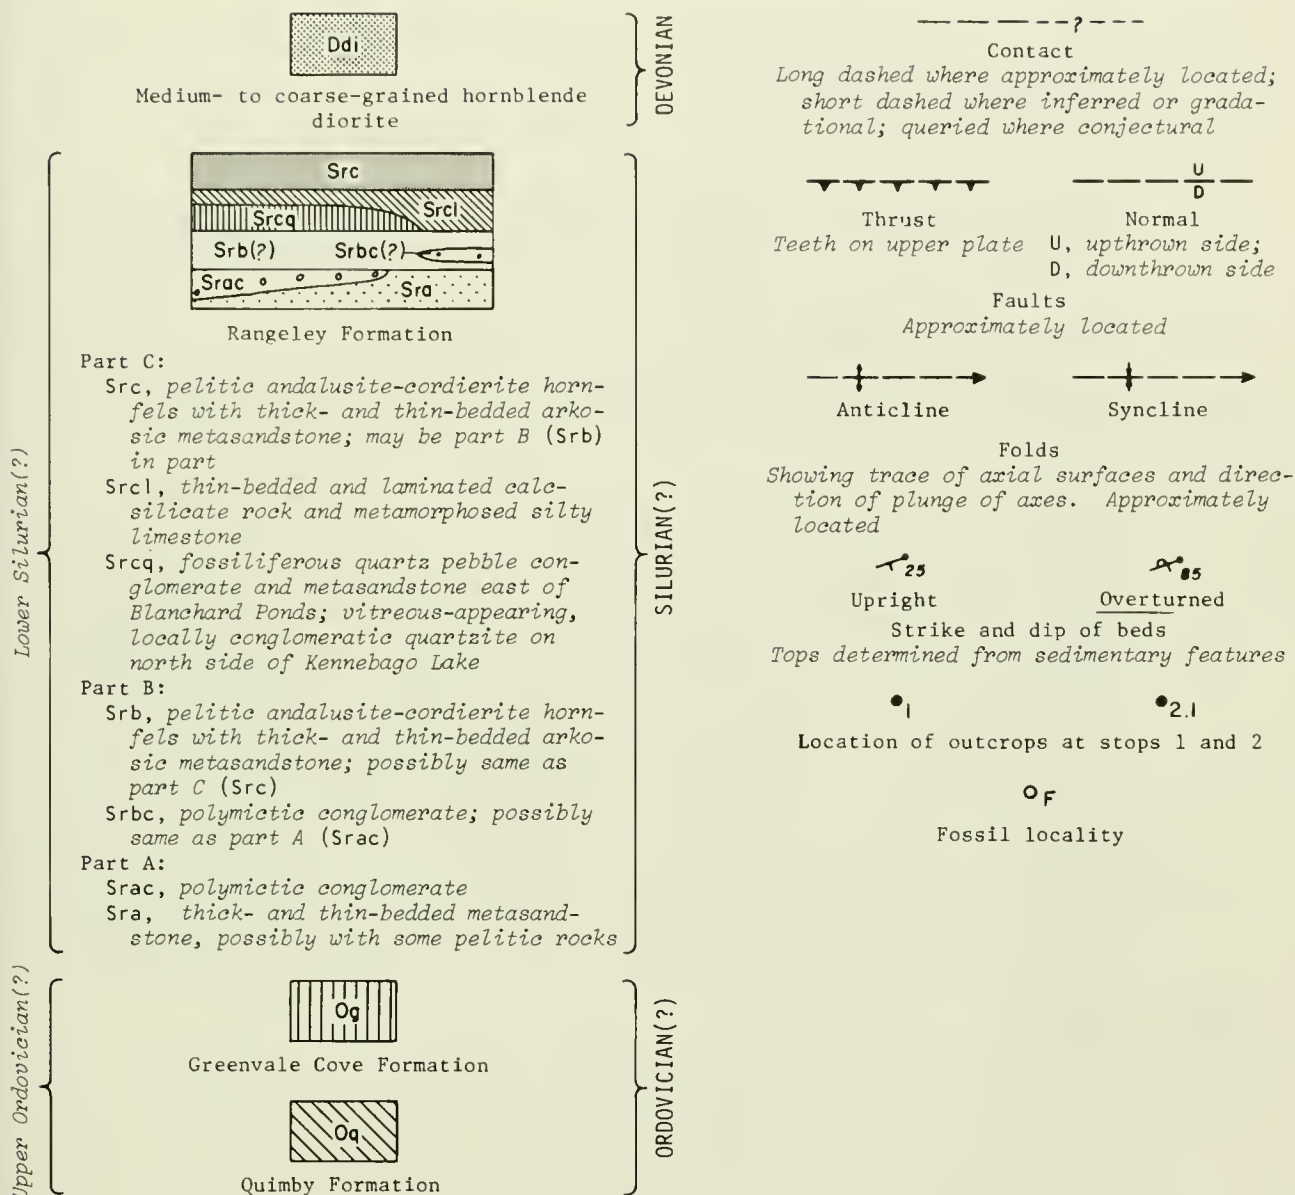 Ddi
Medium- to coarse-grained hornblende
diorite
DEVONIAN
Src
Srcl
Srcq
Srb(?)
Srbc(?)
Srac
Sra
Rangeley Formation
Part C:
Src, pelitic andalusite-cordierite horn-
fels with thick- and thin-bedded arko-
sic metasandstone; may be part B (Srb)
in part
Srcl, thin-bedded and laminated calc-
silicate rock and metamorphosed silty
limestone
Srcq, fossiliferous quartz pebble con-
glomerate and metasandstone east of
Blanchard Ponds; vitreous-appearing,
locally conglomeratic quartzite on
north side of Kennebago Lake
Part B:
Srb, pelitic andalusite-cordierite horn-
fels with thick- and thin-bedded arko-
sic metasandstone; possibly same as
part C (Src)
Srbc, polymictic conglomerate; possibly
same as part A (Srac)
Part A:
Srac, polymictic conglomerate
Sra, thick- and thin-bedded metasand-
stone, possibly with some pelitic rocks
Lower Silurian(?)
SILURIAN(?)
Og
Greenvale Cove Formation
Oq
Quimby Formation
Upper Ordovician(?)
ORDOVICIAN(?)
?
Contact
Long dashed where approximately located;
short dashed where inferred or grada-
tional; queried where conjectural
U
D
Thrust
Normal
Teeth on upper plate
U, upthrown side;
D, downthrown side
Faults
Approximately located
Anticline
Syncline
Folds
Showing trace of axial surfaces and direc-
tion of plunge of axes. Approximately
located
25
85
Upright
Overturned
Strike and dip of beds
Tops determined from sedimentary features
1
2.1
Location of outcrops at stops 1 and 2
F
Fossil locality